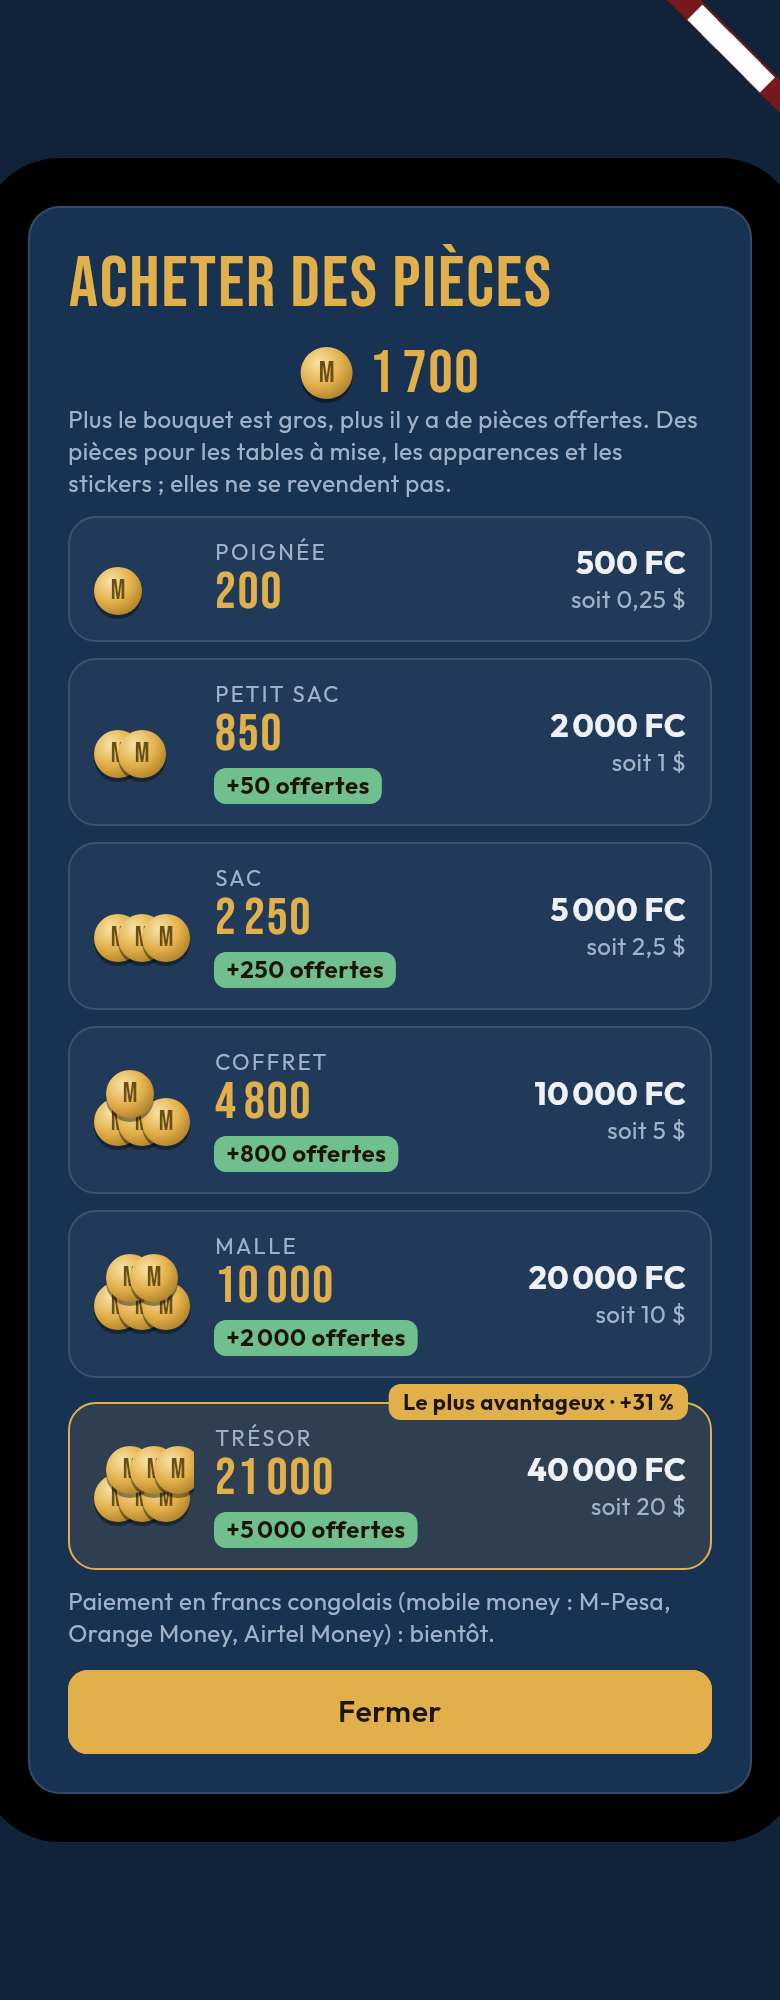 ACHETER DES PIÈCES
M 1 700
Plus le bouquet est gros, plus il y a de pièces offertes. Des
pièces pour les tables à mise, les apparences et les
stickers ; elles ne se revendent pas.
POIGNÉE
M 200
500 FC
soit 0,25 $
PETIT SAC
M M 850
+50 offertes
2 000 FC
soit 1 $
SAC
M M M 2 250
+250 offertes
5 000 FC
soit 2,5 $
COFFRET
M
M M M 4 800
+800 offertes
10 000 FC
soit 5 $
MALLE
M M
M M M 10 000
+2 000 offertes
20 000 FC
soit 10 $
Le plus avantageux · +31 %
TRÉSOR
M M M
M M M 21 000
+5 000 offertes
40 000 FC
soit 20 $
Paiement en francs congolais (mobile money : M-Pesa,
Orange Money, Airtel Money) : bientôt.
Fermer